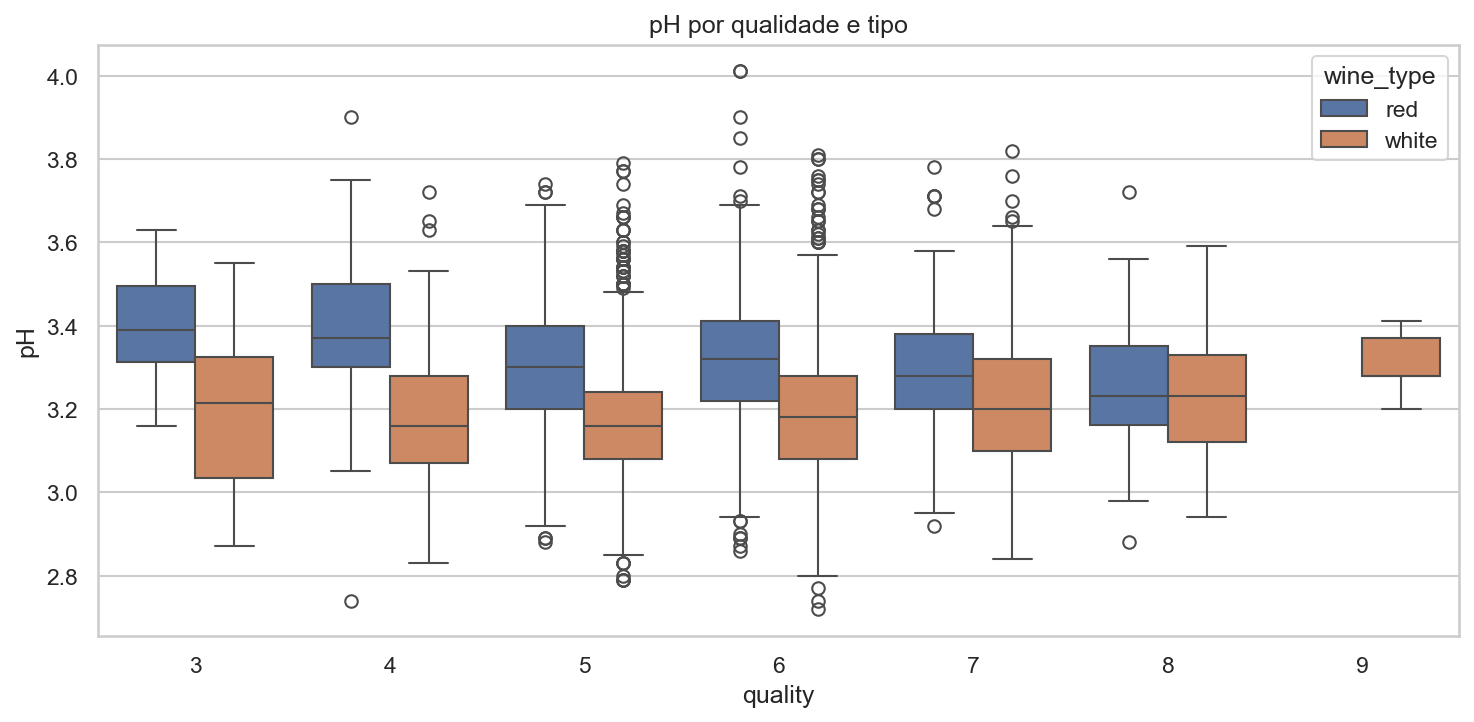 pH por qualidade e tipo
wine_type
red
white
pH
4.0
3.8
3.6
3.4
3.2
3.0
2.8
3 4 5 6 7 8 9
quality